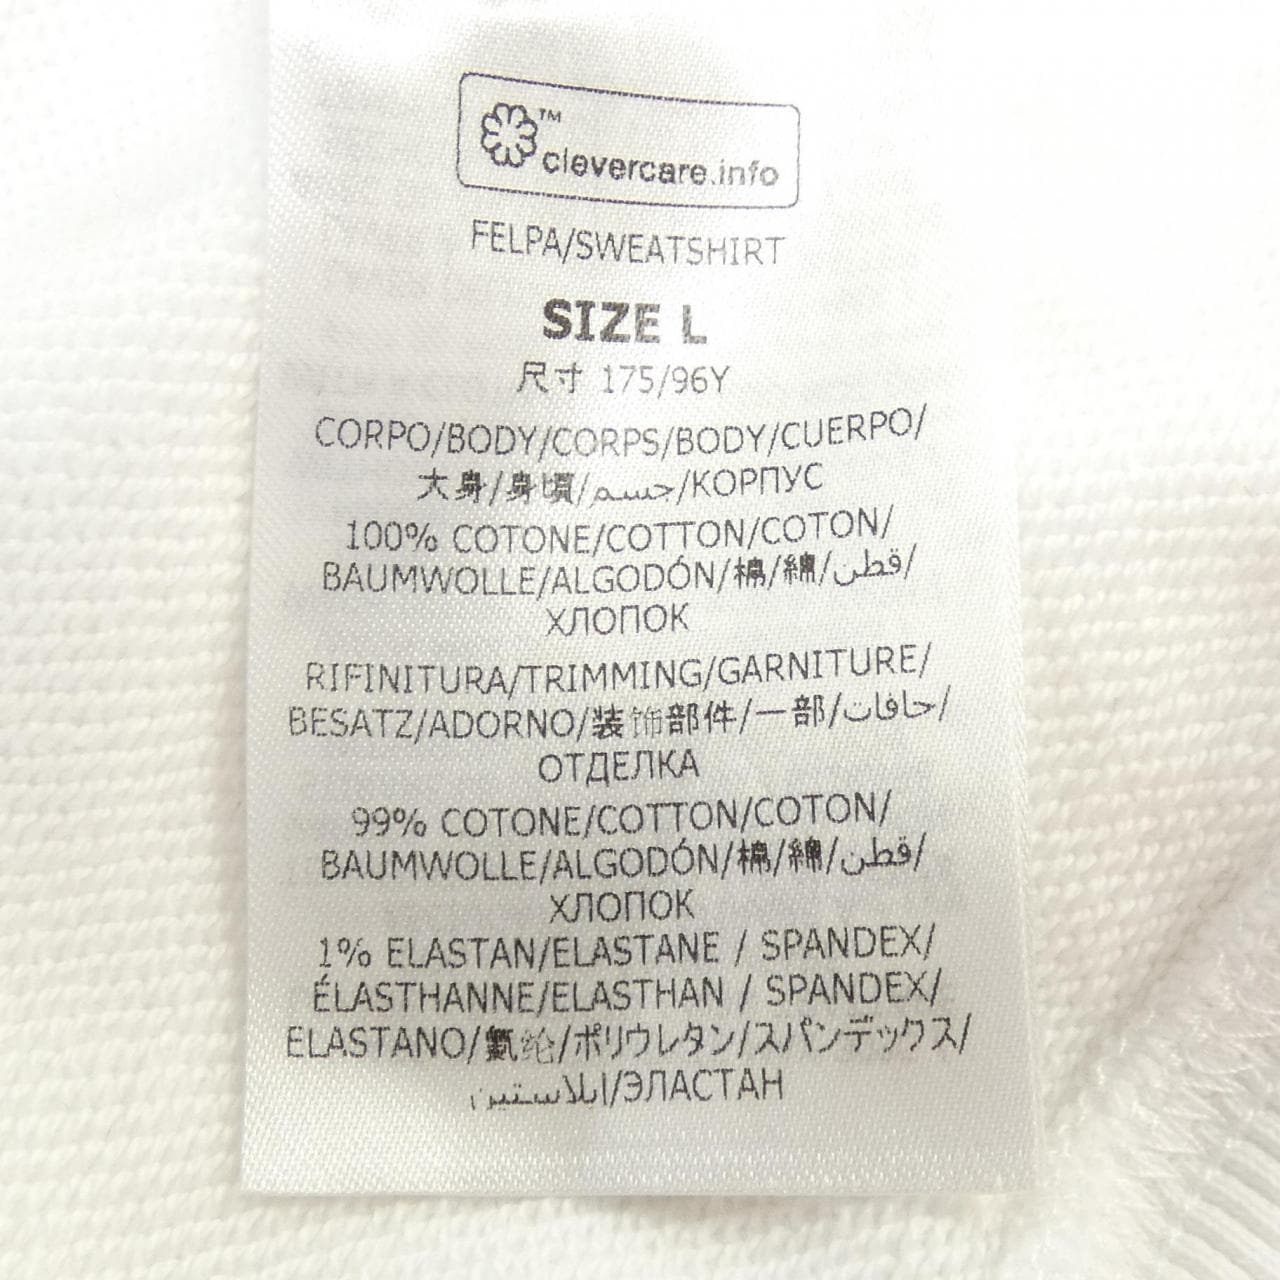 ™
clevercare.info
FELPA/SWEATSHIRT
SIZE L
尺寸 175/96Y
CORPO/BODY/CORPS/BODY/CUERPO/
大身/身頃/جسم/КОРПУС
100% COTONE/COTTON/COTON/
BAUMWOLLE/ALGODÓN/棉/綿/قطن/
ХЛОПОК
RIFINITURA/TRIMMING/GARNITURE/
BESATZ/ADORNO/装饰部件/一部/حافات/
ОТДЕЛКА
99% COTONE/COTTON/COTON/
BAUMWOLLE/ALGODÓN/棉/綿/قطن/
ХЛОПОК
1% ELASTAN/ELASTANE / SPANDEX/
ÉLASTHANNE/ELASTHAN / SPANDEX/
ELASTANO/氨纶/ポリウレタン/スパンデックス/
ايلاستين/ЭЛАСТАН